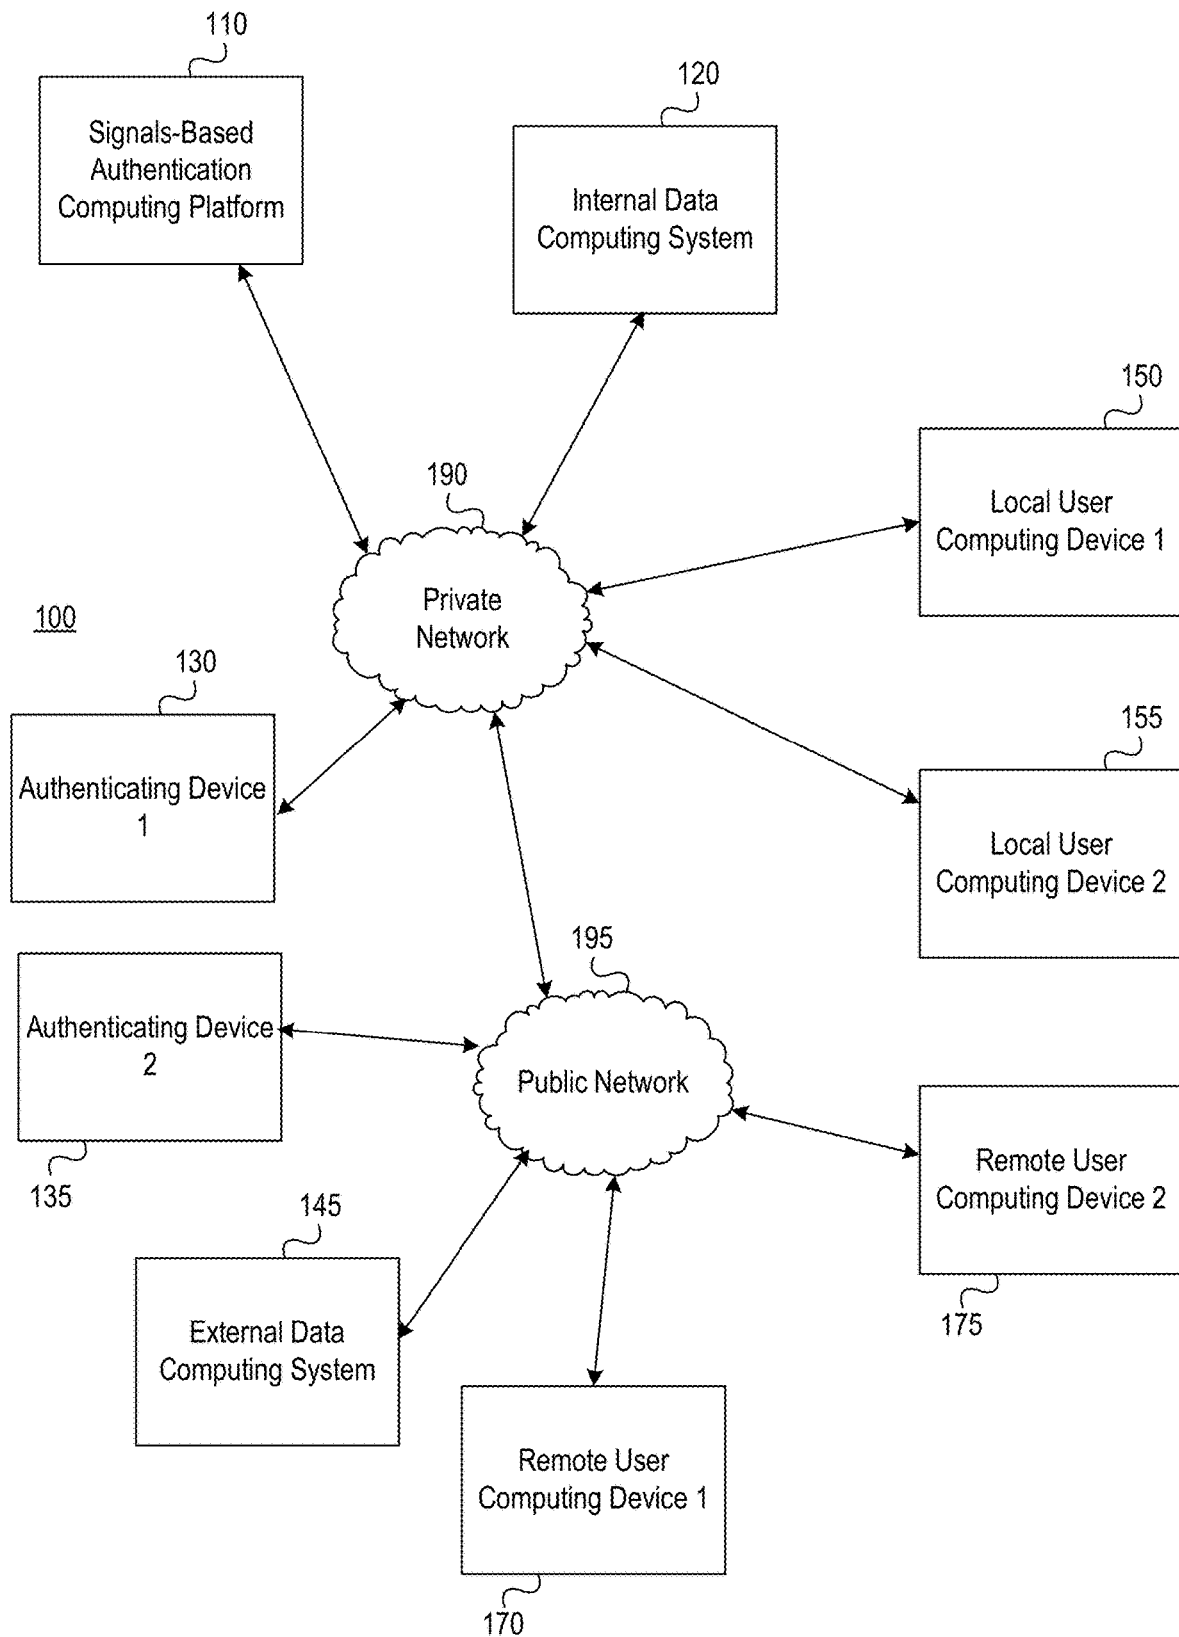 110
Signals-Based
Authentication
Computing Platform
120
Internal Data
Computing System
150
Local User
Computing Device 1
190
Private
Network
100
130
Authenticating Device
1
155
Local User
Computing Device 2
195
Public Network
Authenticating Device
2
135
Remote User
Computing Device 2
175
145
External Data
Computing System
Remote User
Computing Device 1
170